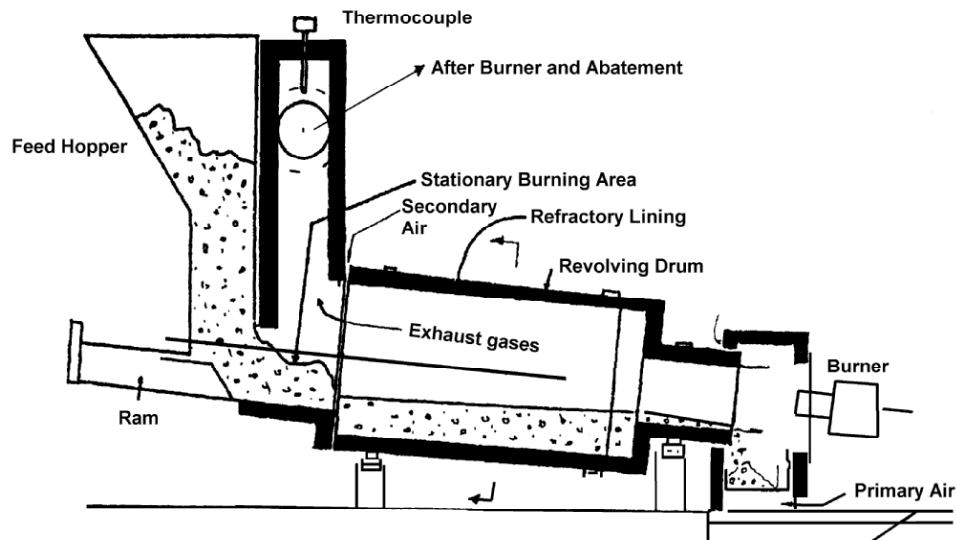 Thermocouple
After Burner and Abatement
Feed Hopper
Stationary Burning Area
Secondary
Air
Refractory Lining
Revolving Drum
Exhaust gases
Burner
Ram
Primary Air